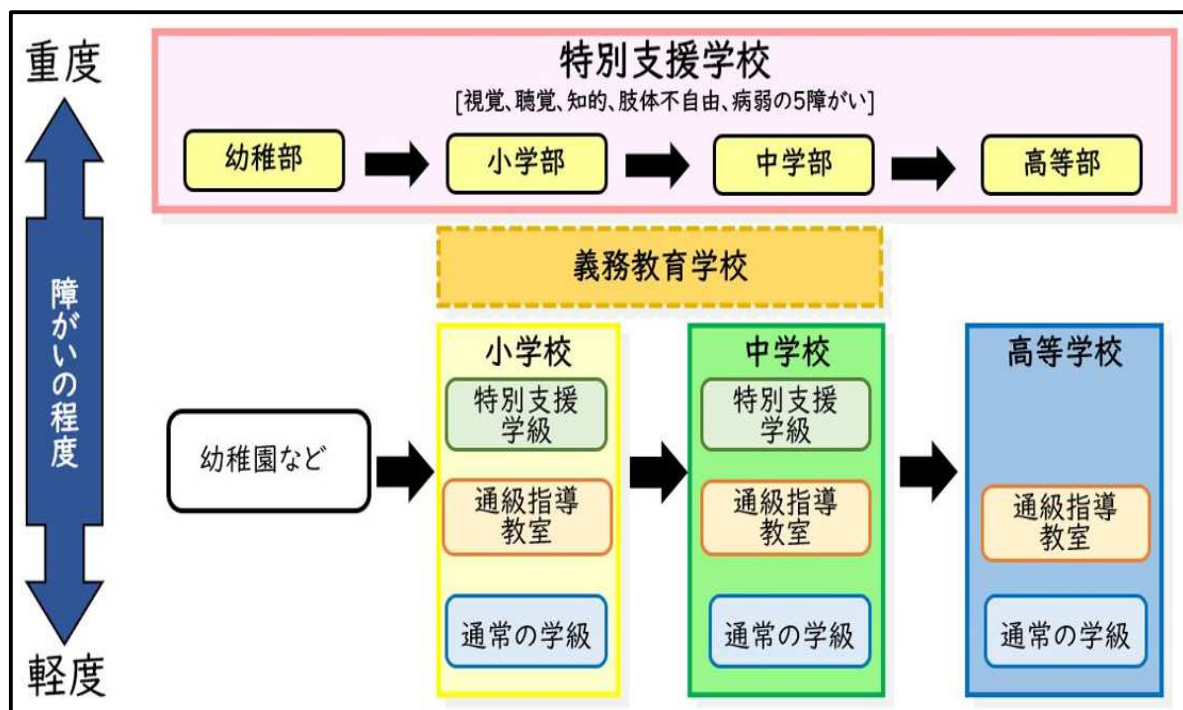 重度
特別支援学校
[視覚、聴覚、知的、肢体不自由、病弱の5障がい]
幼稚部
小学部
中学部
高等部
義務教育学校
障がいの程度
小学校
中学校
高等学校
特別支援
学級
特別支援
学級
幼稚園など
通級指導
教室
通級指導
教室
通級指導
教室
通常の学級
通常の学級
通常の学級
軽度